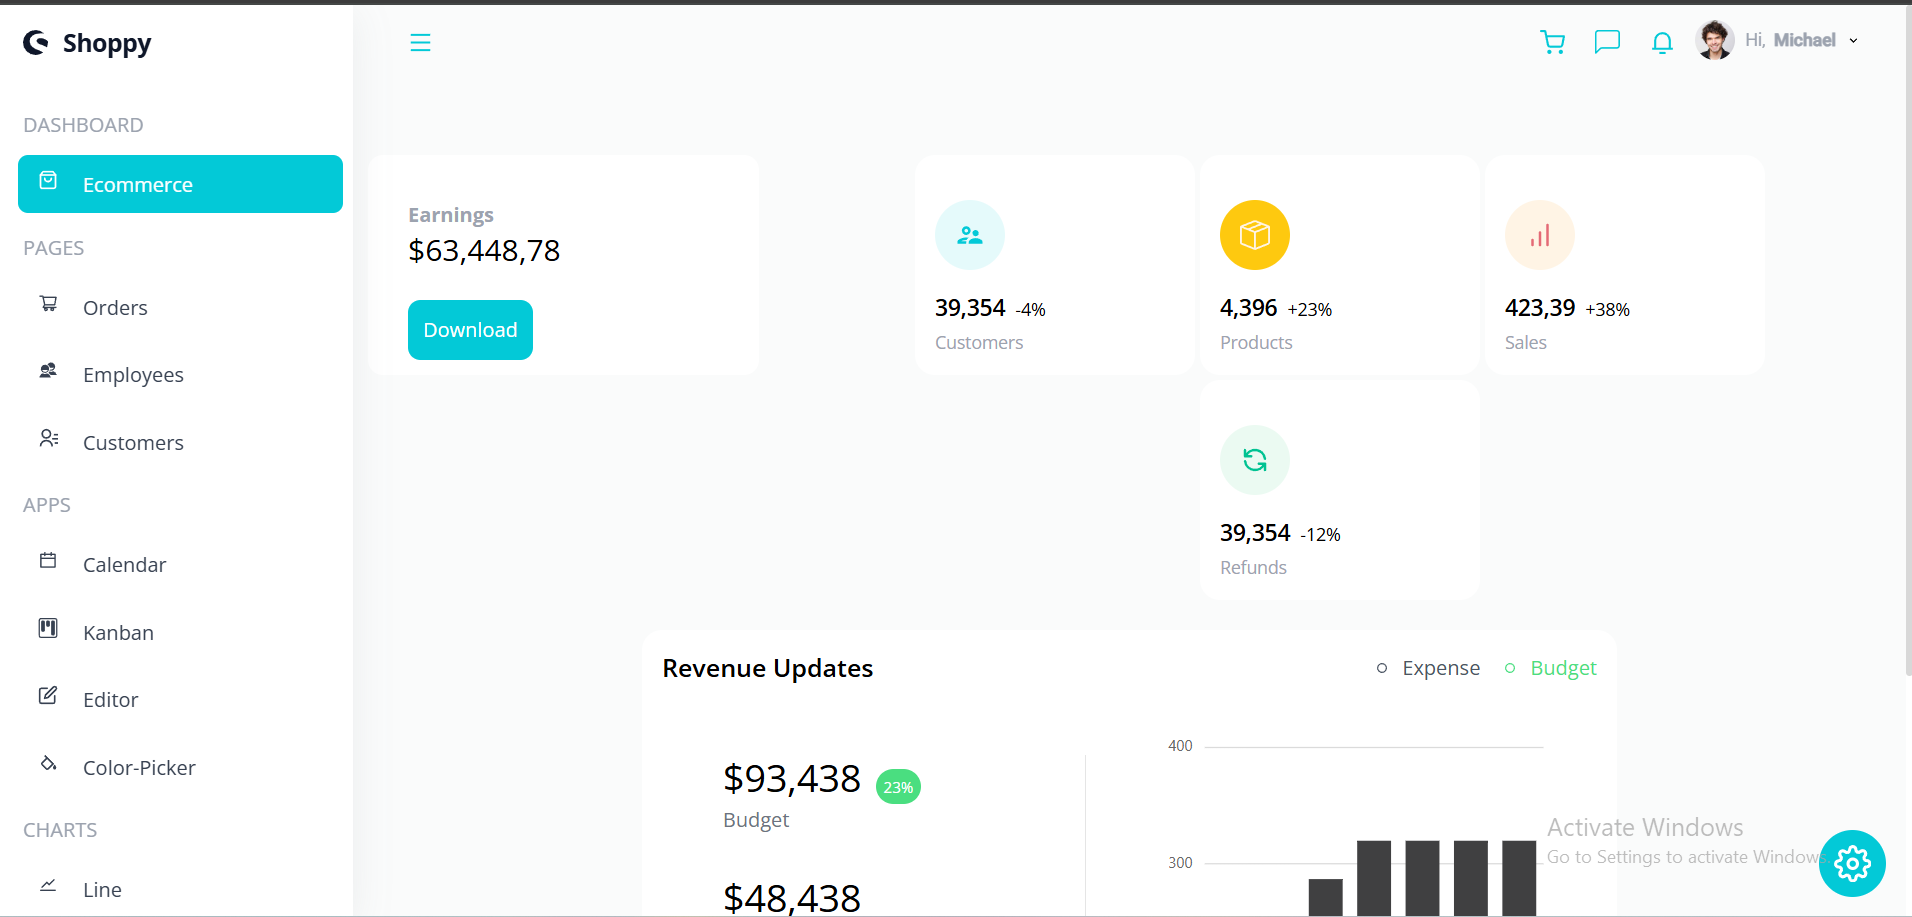 Shoppy
Hi, Michael
DASHBOARD
Ecommerce
PAGES
Orders
Employees
Customers
APPS
Calendar
Kanban
Editor
Color-Picker
CHARTS
Line
Earnings
$63,448,78
Download
39,354 -4%
Customers
4,396 +23%
Products
423,39 +38%
Sales
39,354 -12%
Refunds
Revenue Updates
Expense
Budget
$93,438 23%
Budget
$48,438
400
300
Activate Windows
Go to Settings to activate Windows.